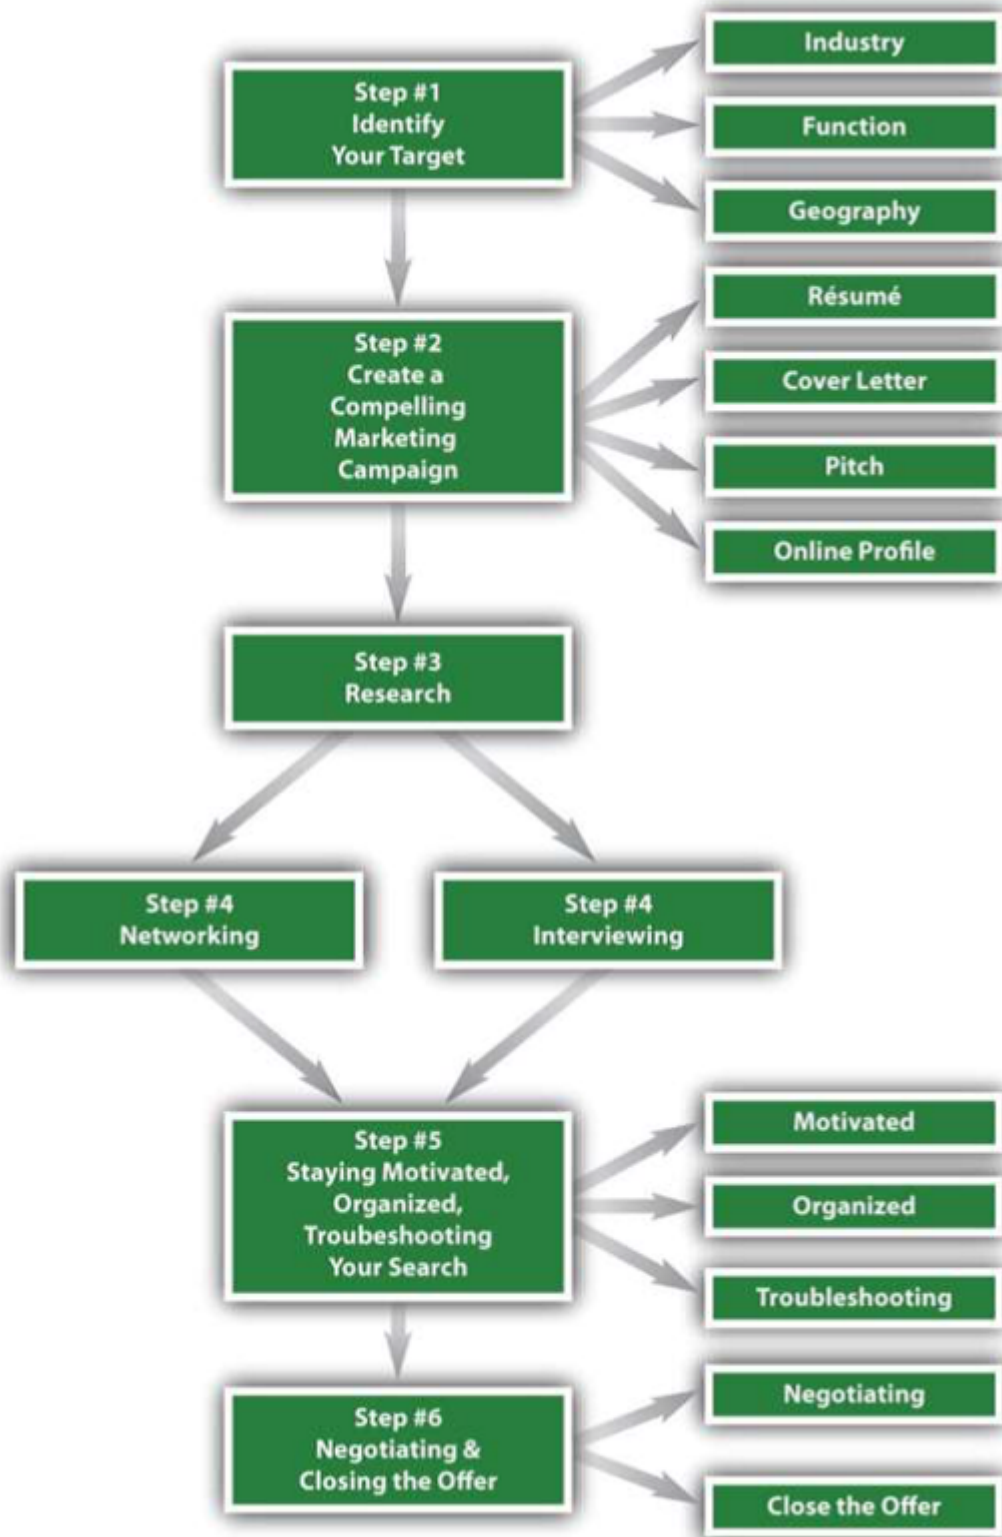 Step #1
Identify
Your Target
Industry
Function
Geography
Step #2
Create a
Compelling
Marketing
Campaign
Résumé
Cover Letter
Pitch
Online Profile
Step #3
Research
Step #4
Networking
Step #4
Interviewing
Step #5
Staying Motivated,
Organized,
Troubeshooting
Your Search
Motivated
Organized
Troubleshooting
Step #6
Negotiating &
Closing the Offer
Negotiating
Close the Offer